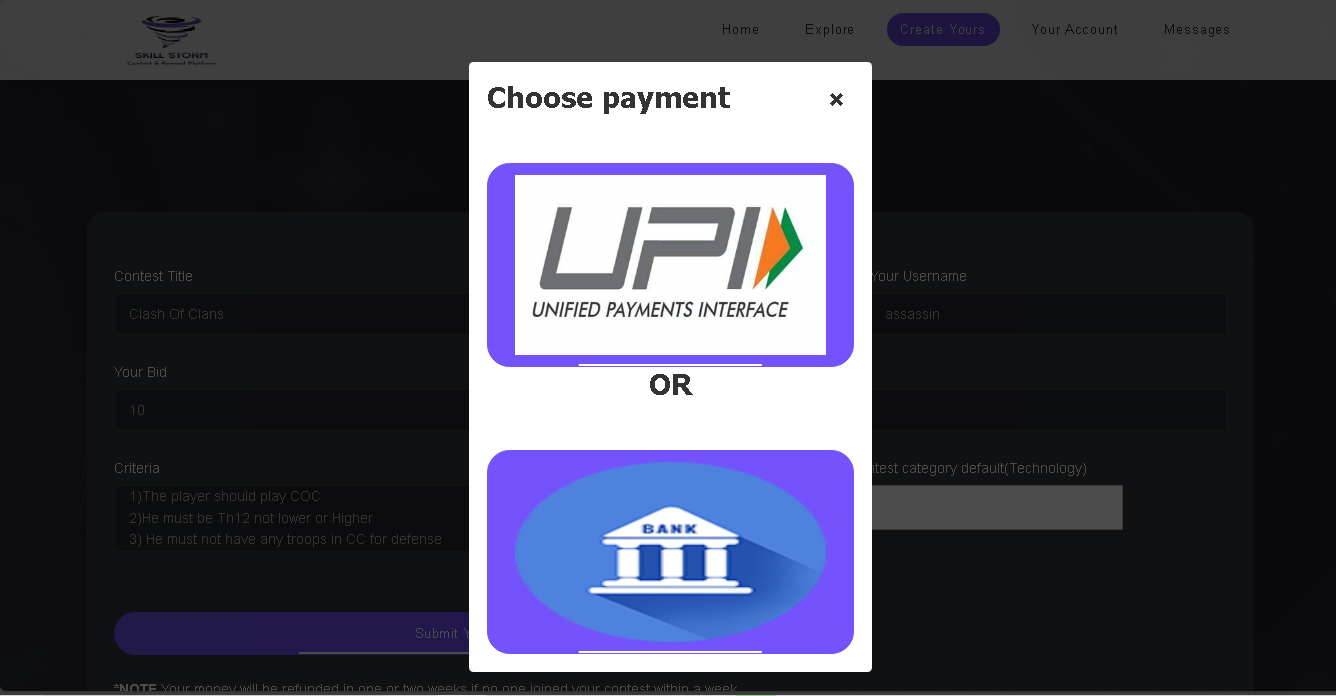 SKILL STORM
Contest & Reward Platform
Home
Explore
Create Yours
Your Account
Messages
Choose payment
×
UPI
UNIFIED PAYMENTS INTERFACE
OR
BANK
Contest Title
Clash Of Clans
Your Username
assassin
Your Bid
10
Criteria
1)The player should play COC
2)He must be Th12 not lower or Higher
3) He must not have any troops in CC for defense
ntest category default(Technology)
Submit Y
*NOTE Your money will be refunded in one or two weeks if no one joined your contest within a week